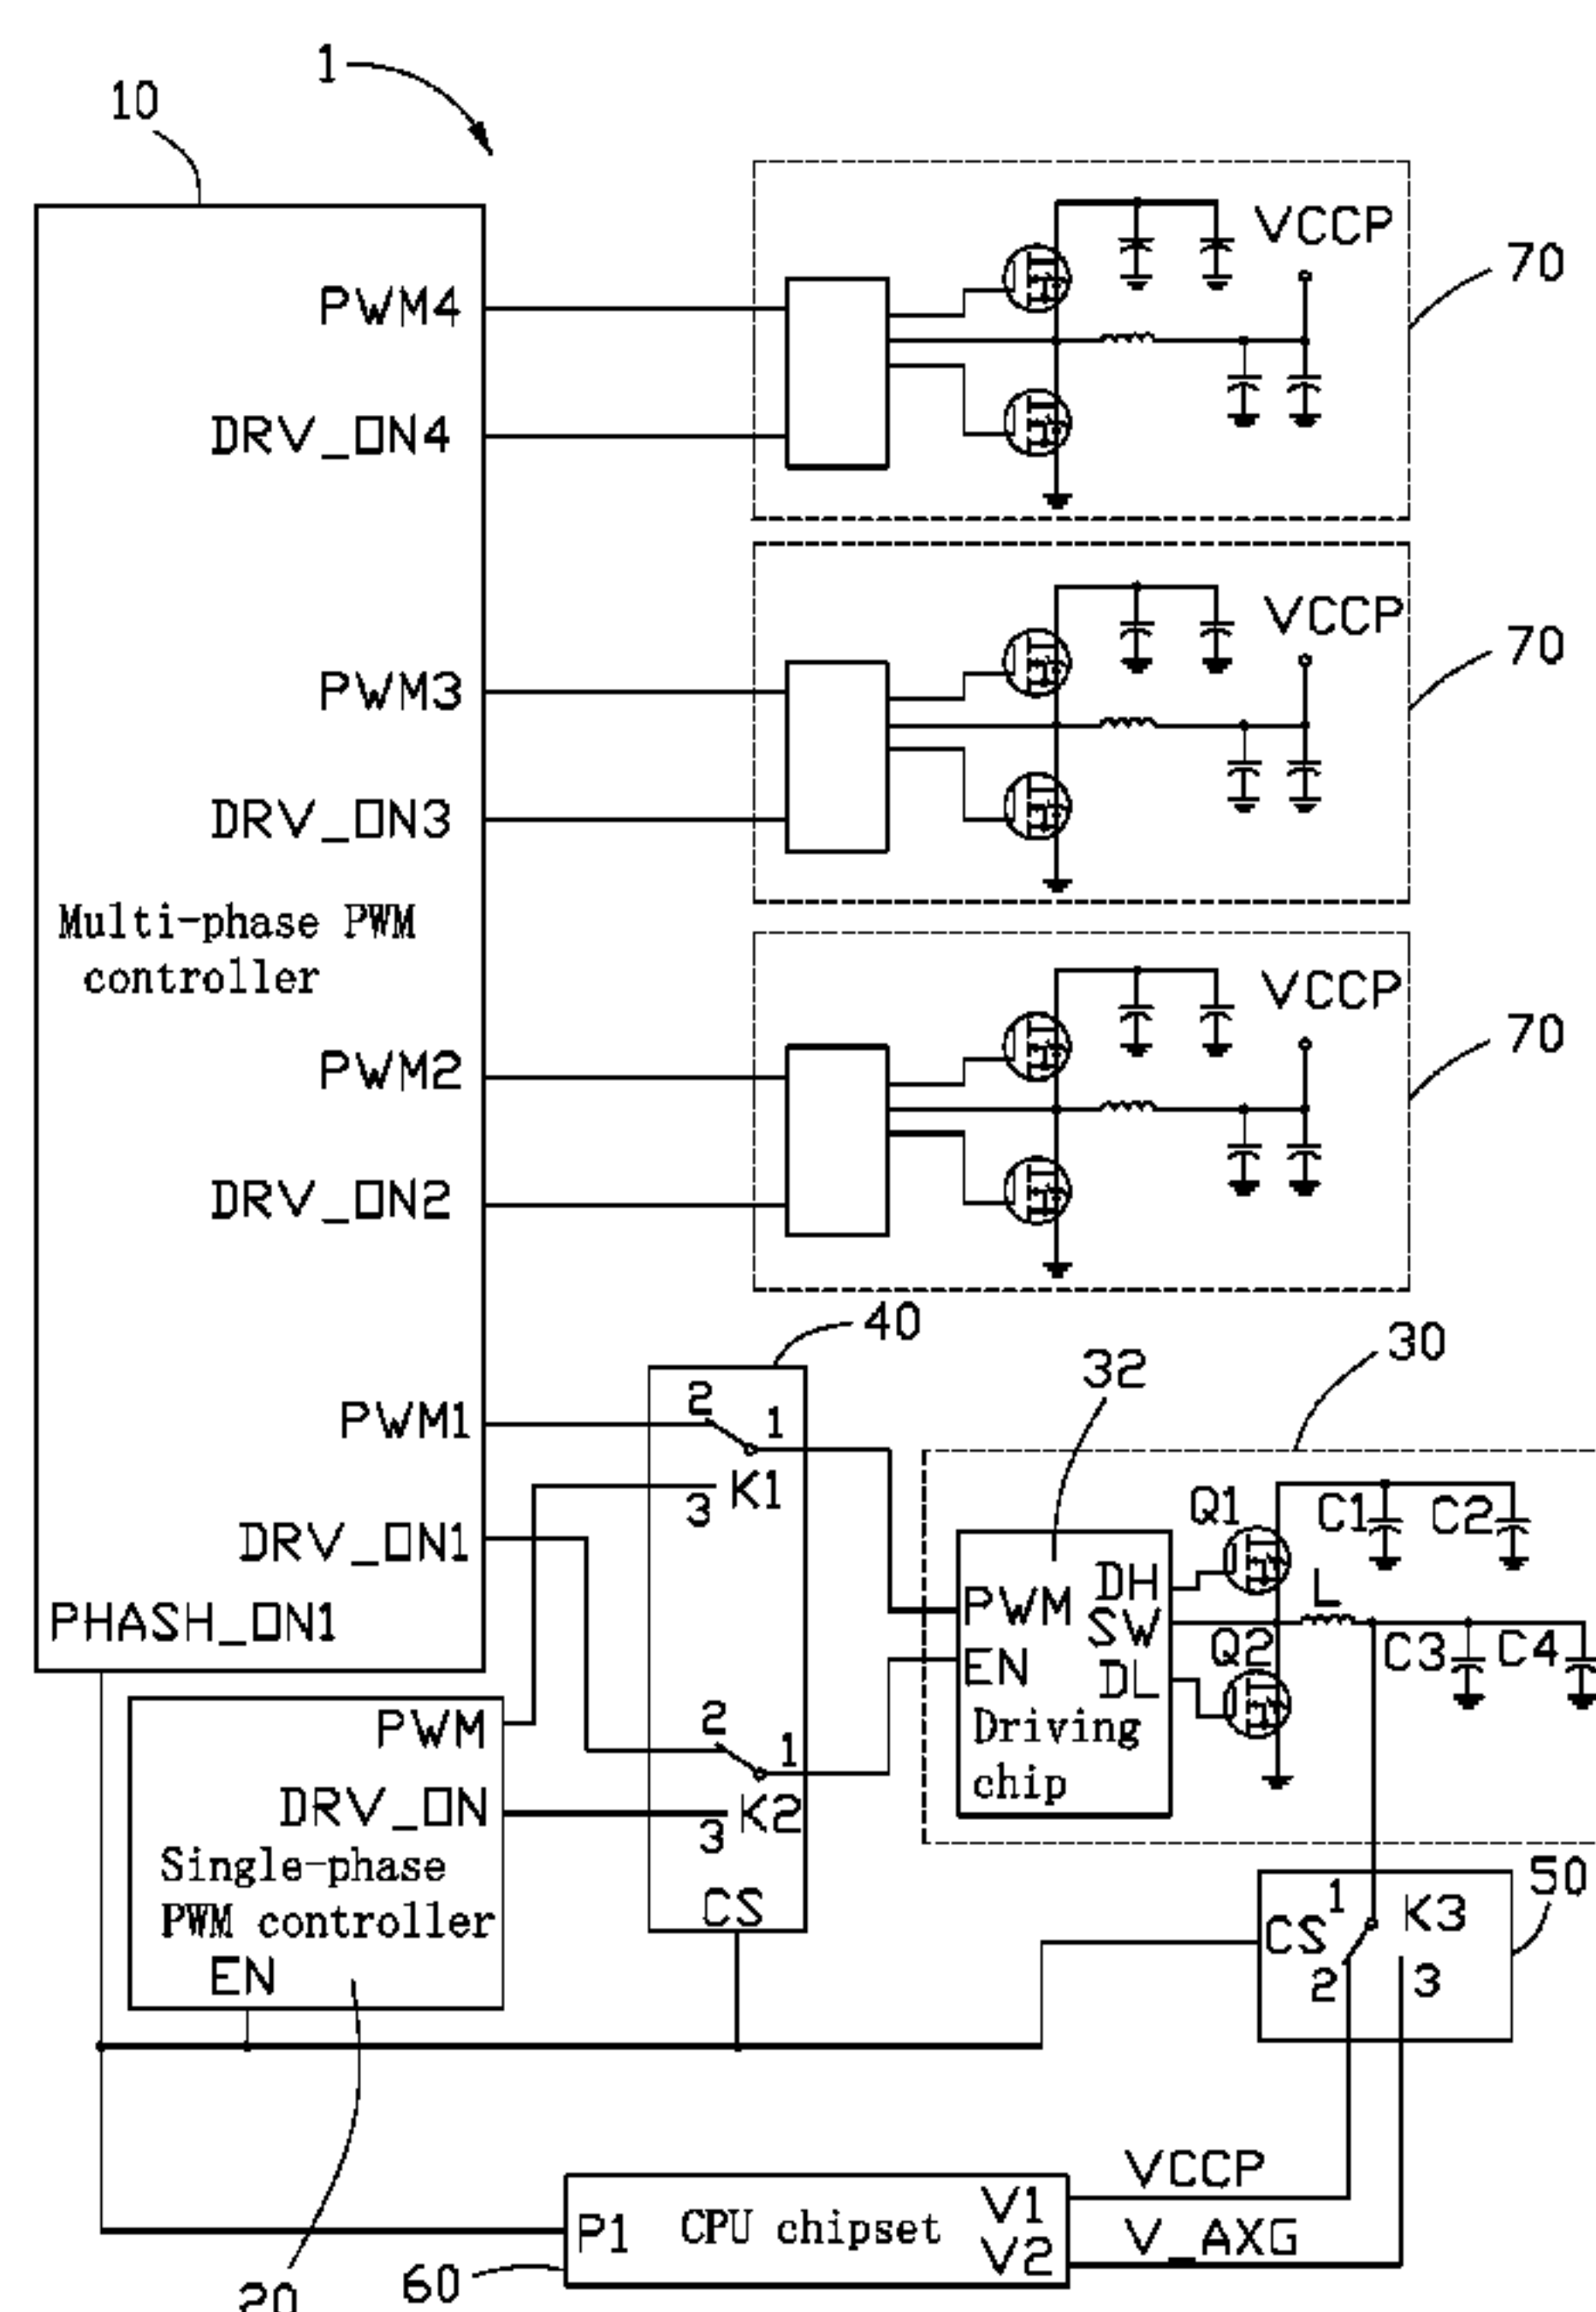 1
10
VCCP
70
PWM4
DRV_ON4
VCCP
70
PWM3
DRV_ON3
Multi-phase PWM
controller
VCCP
70
PWM2
DRV_ON2
40
30
32
2
1
PWM1
K1
3
Q1
C1
C2
DRV_ON1
DH
L
PWM
SW
PHASH_ON1
Q2
C3
C4
EN
DL
PWM
2
1
Driving
chip
DRV_ON
K2
3
Single-phase
PWM controller
CS
50
1
K3
CS
EN
2
3
VCCP
V1
P1
CPU chipset
V_AXG
V2
60
20